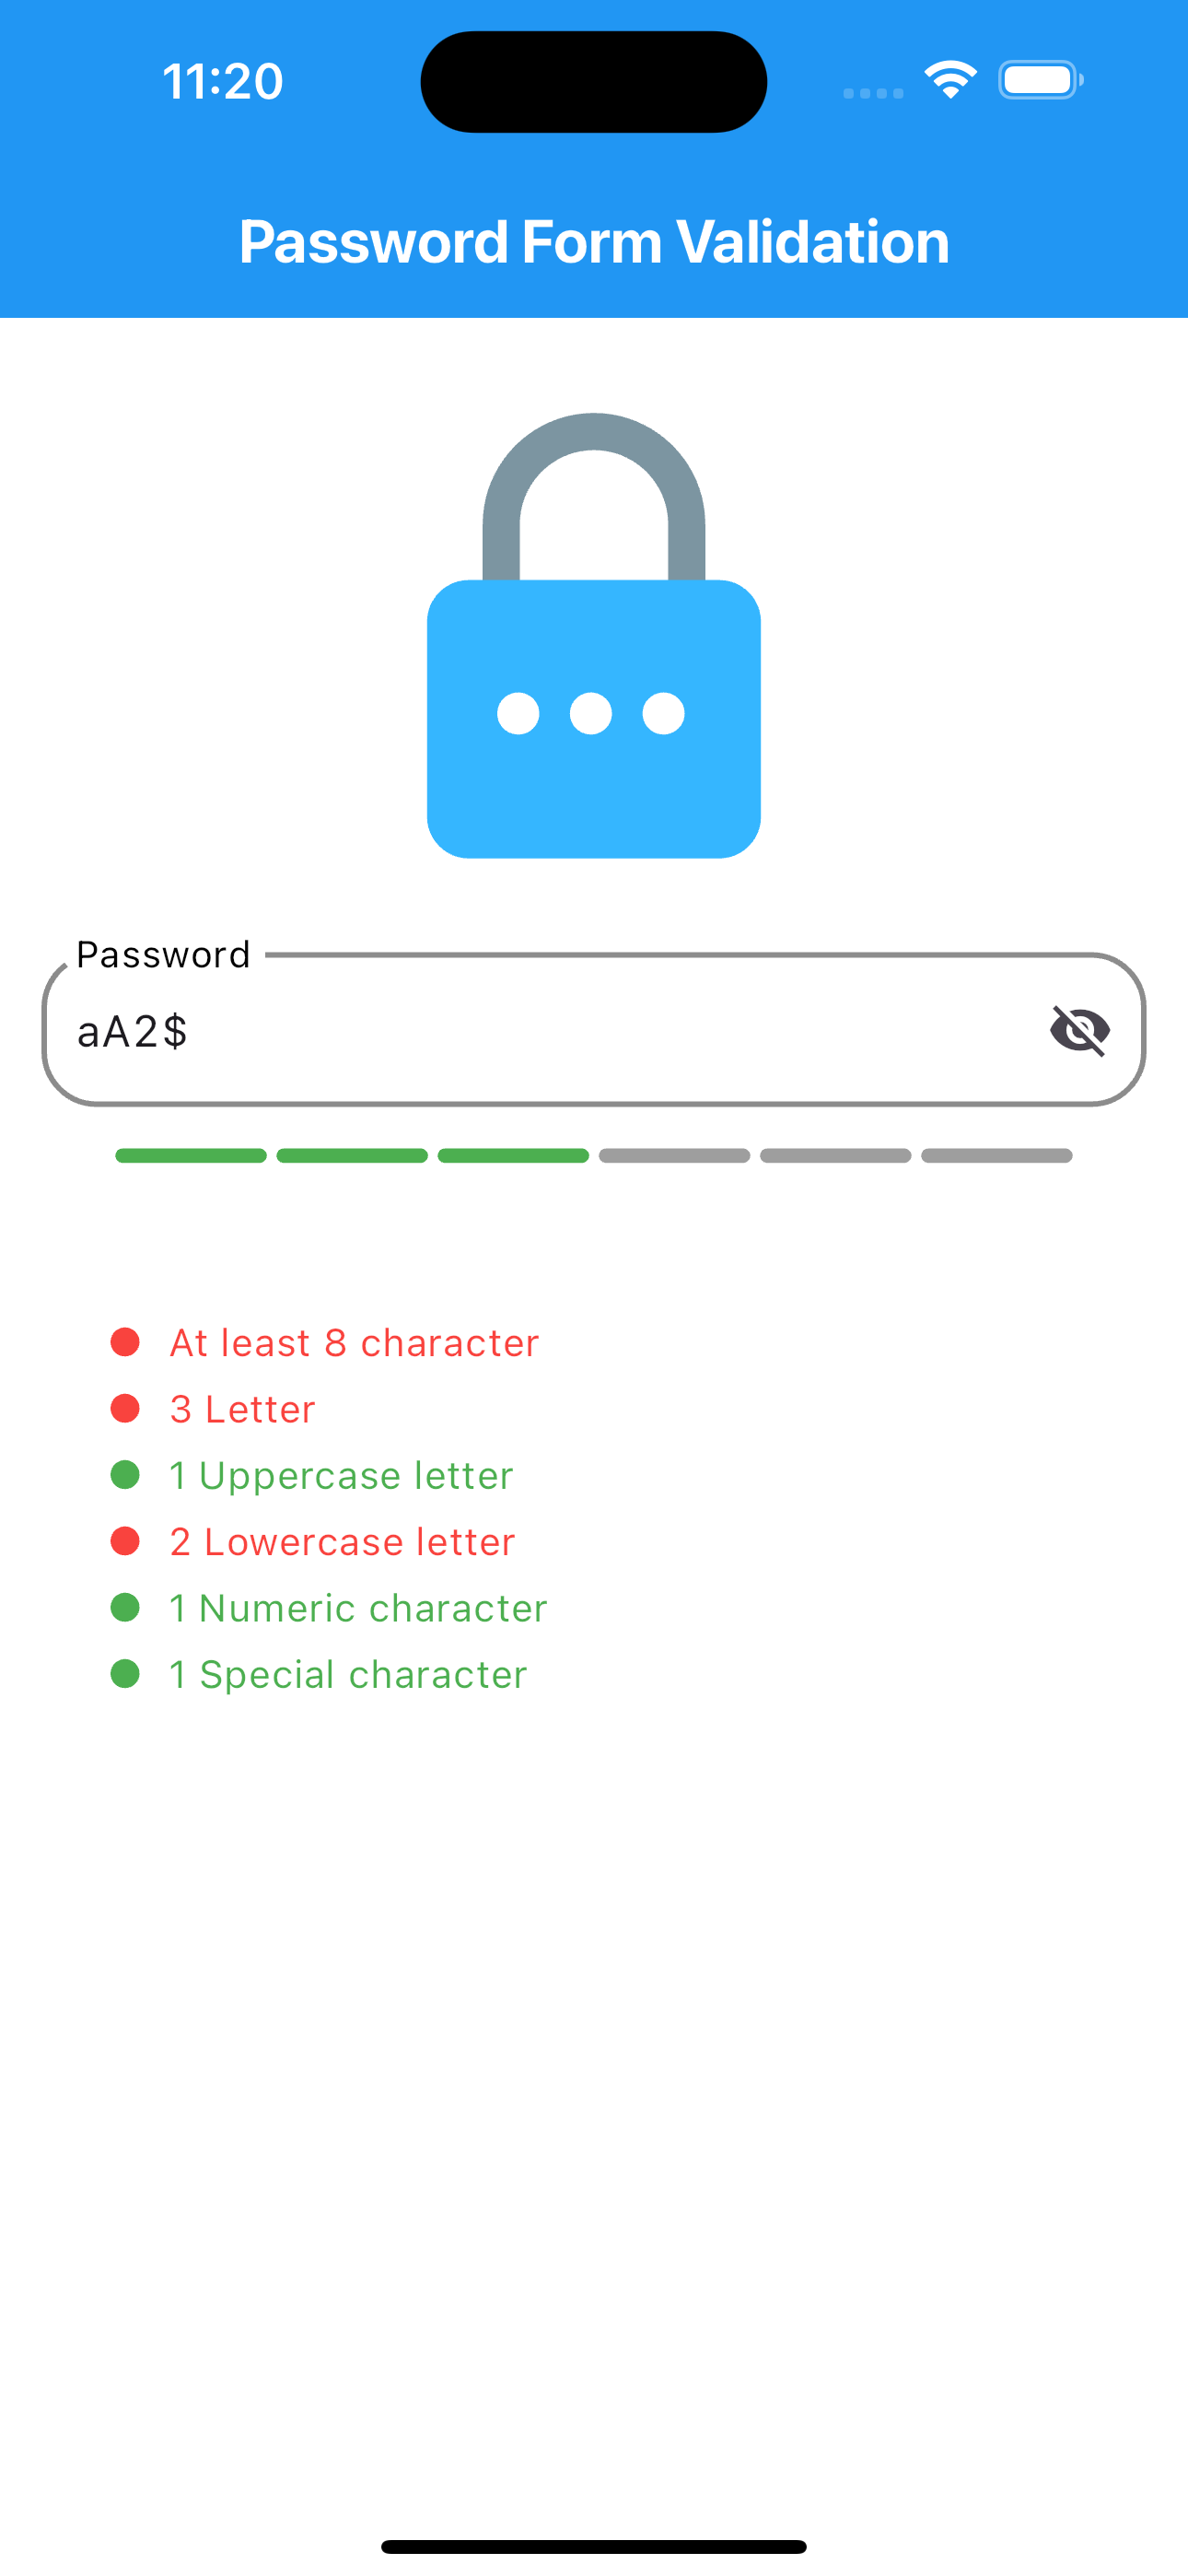 11:20
Password Form Validation
Password
aA2$
At least 8 character
3 Letter
1 Uppercase letter
2 Lowercase letter
1 Numeric character
1 Special character